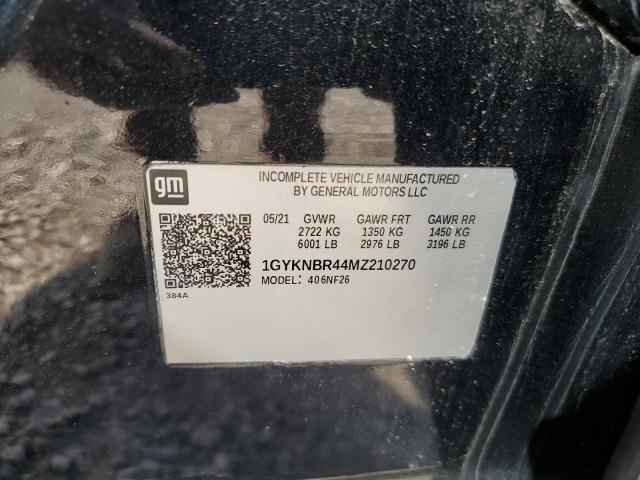 gm
INCOMPLETE VEHICLE MANUFACTURED
BY GENERAL MOTORS LLC
05/21 GVWR GAWR FRT GAWR RR
2722 KG 1350 KG 1450 KG
6001 LB 2976 LB 3196 LB
1GYKNBR44MZ210270
MODEL: 406NF26
384A